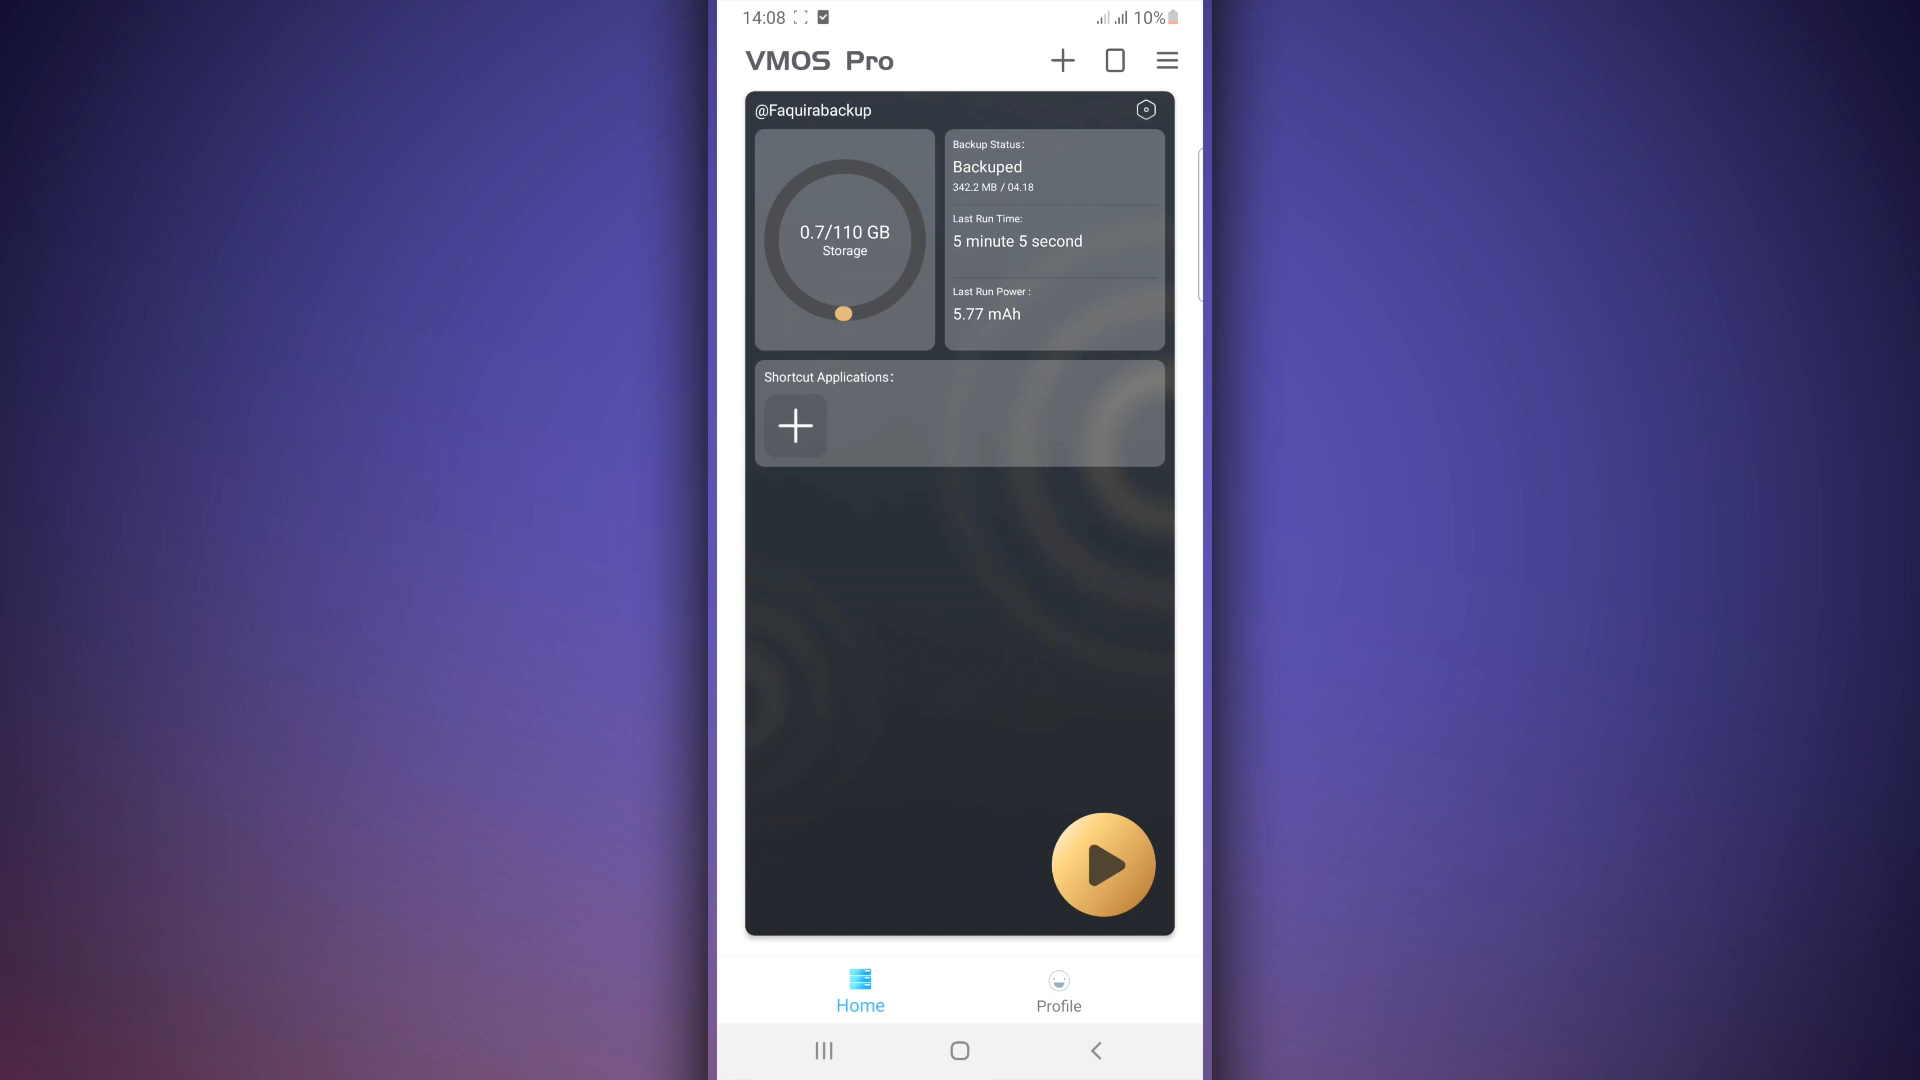 14:08
10%
VMOS Pro
@Faquirabackup
0.7/110 GB
Storage
Backup Status:
Backuped
342.2 MB / 04.18
Last Run Time:
5 minute 5 second
Last Run Power :
5.77 mAh
Shortcut Applications:
Home
Profile